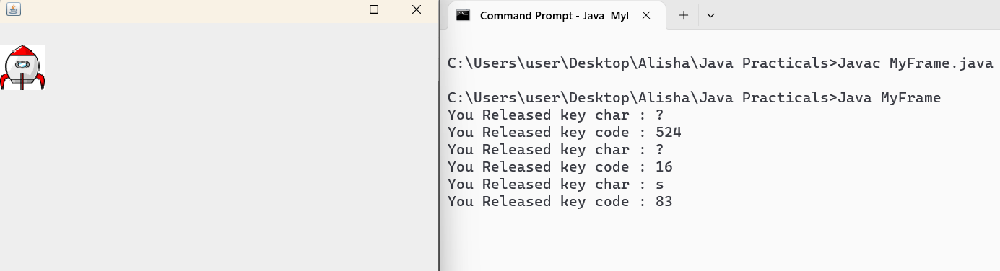 Command Prompt - Java  Myl
C:\Users\user\Desktop\Alisha\Java Practicals>Javac MyFrame.java
C:\Users\user\Desktop\Alisha\Java Practicals>Java MyFrame
You Released key char : ?
You Released key code : 524
You Released key char : ?
You Released key code : 16
You Released key char : s
You Released key code : 83